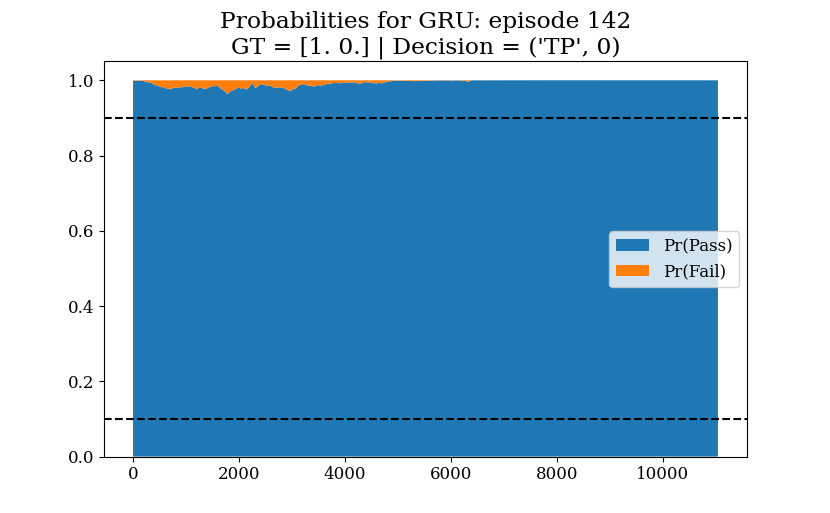 Probabilities for GRU: episode 142
GT = [1. 0.] | Decision = ('TP', 0)
1.0
0.8
0.6
0.4
0.2
0.0
Pr(Pass)
Pr(Fail)
0 2000 4000 6000 8000 10000